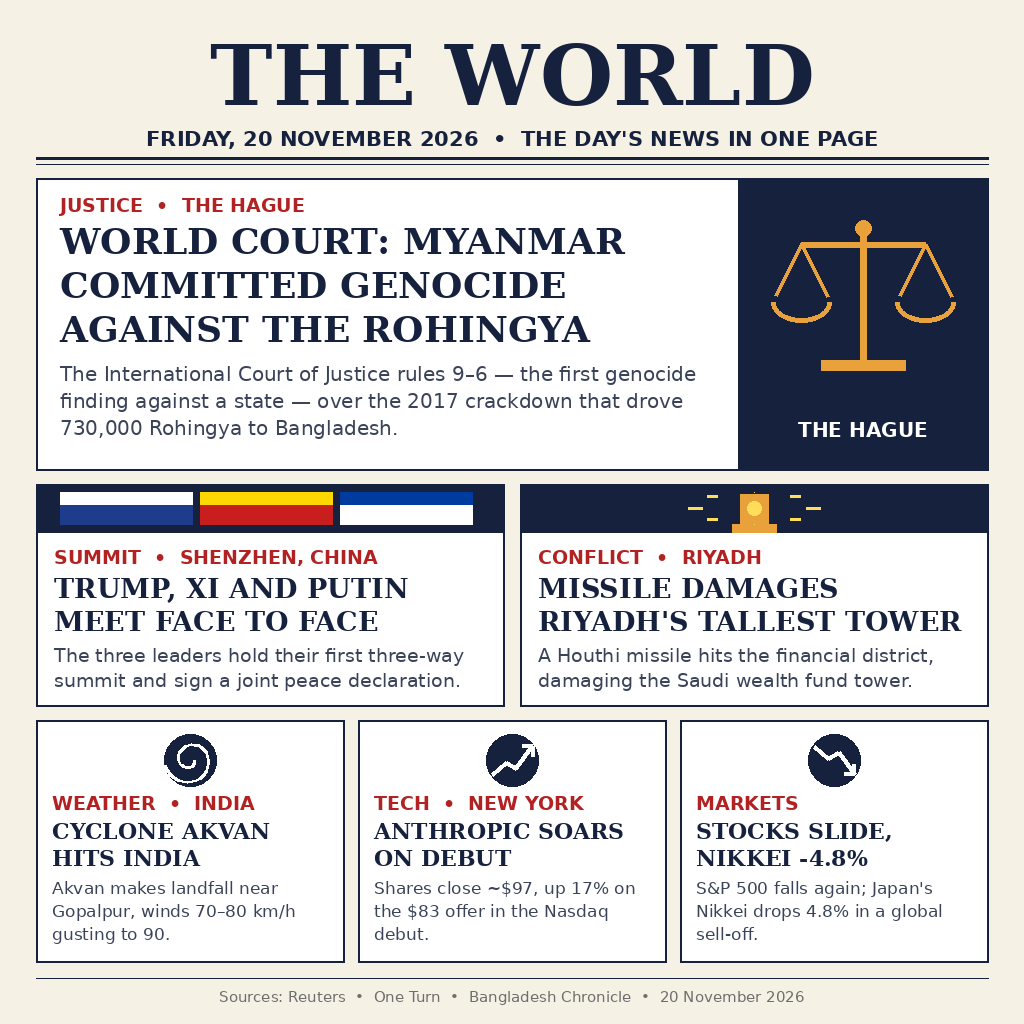 THE WORLD
FRIDAY, 20 NOVEMBER 2026 • THE DAY'S NEWS IN ONE PAGE
JUSTICE • THE HAGUE
WORLD COURT: MYANMAR
COMMITTED GENOCIDE
AGAINST THE ROHINGYA
The International Court of Justice rules 9–6 — the first genocide
finding against a state — over the 2017 crackdown that drove
730,000 Rohingya to Bangladesh.
THE HAGUE
SUMMIT • SHENZHEN, CHINA
TRUMP, XI AND PUTIN
MEET FACE TO FACE
The three leaders hold their first three-way
summit and sign a joint peace declaration.
CONFLICT • RIYADH
MISSILE DAMAGES
RIYADH'S TALLEST TOWER
A Houthi missile hits the financial district,
damaging the Saudi wealth fund tower.
WEATHER • INDIA
CYCLONE AKVAN
HITS INDIA
Akvan makes landfall near
Gopalpur, winds 70–80 km/h
gusting to 90.
TECH • NEW YORK
ANTHROPIC SOARS
ON DEBUT
Shares close ~$97, up 17% on
the $83 offer in the Nasdaq
debut.
MARKETS
STOCKS SLIDE,
NIKKEI -4.8%
S&P 500 falls again; Japan's
Nikkei drops 4.8% in a global
sell-off.
Sources: Reuters • One Turn • Bangladesh Chronicle • 20 November 2026